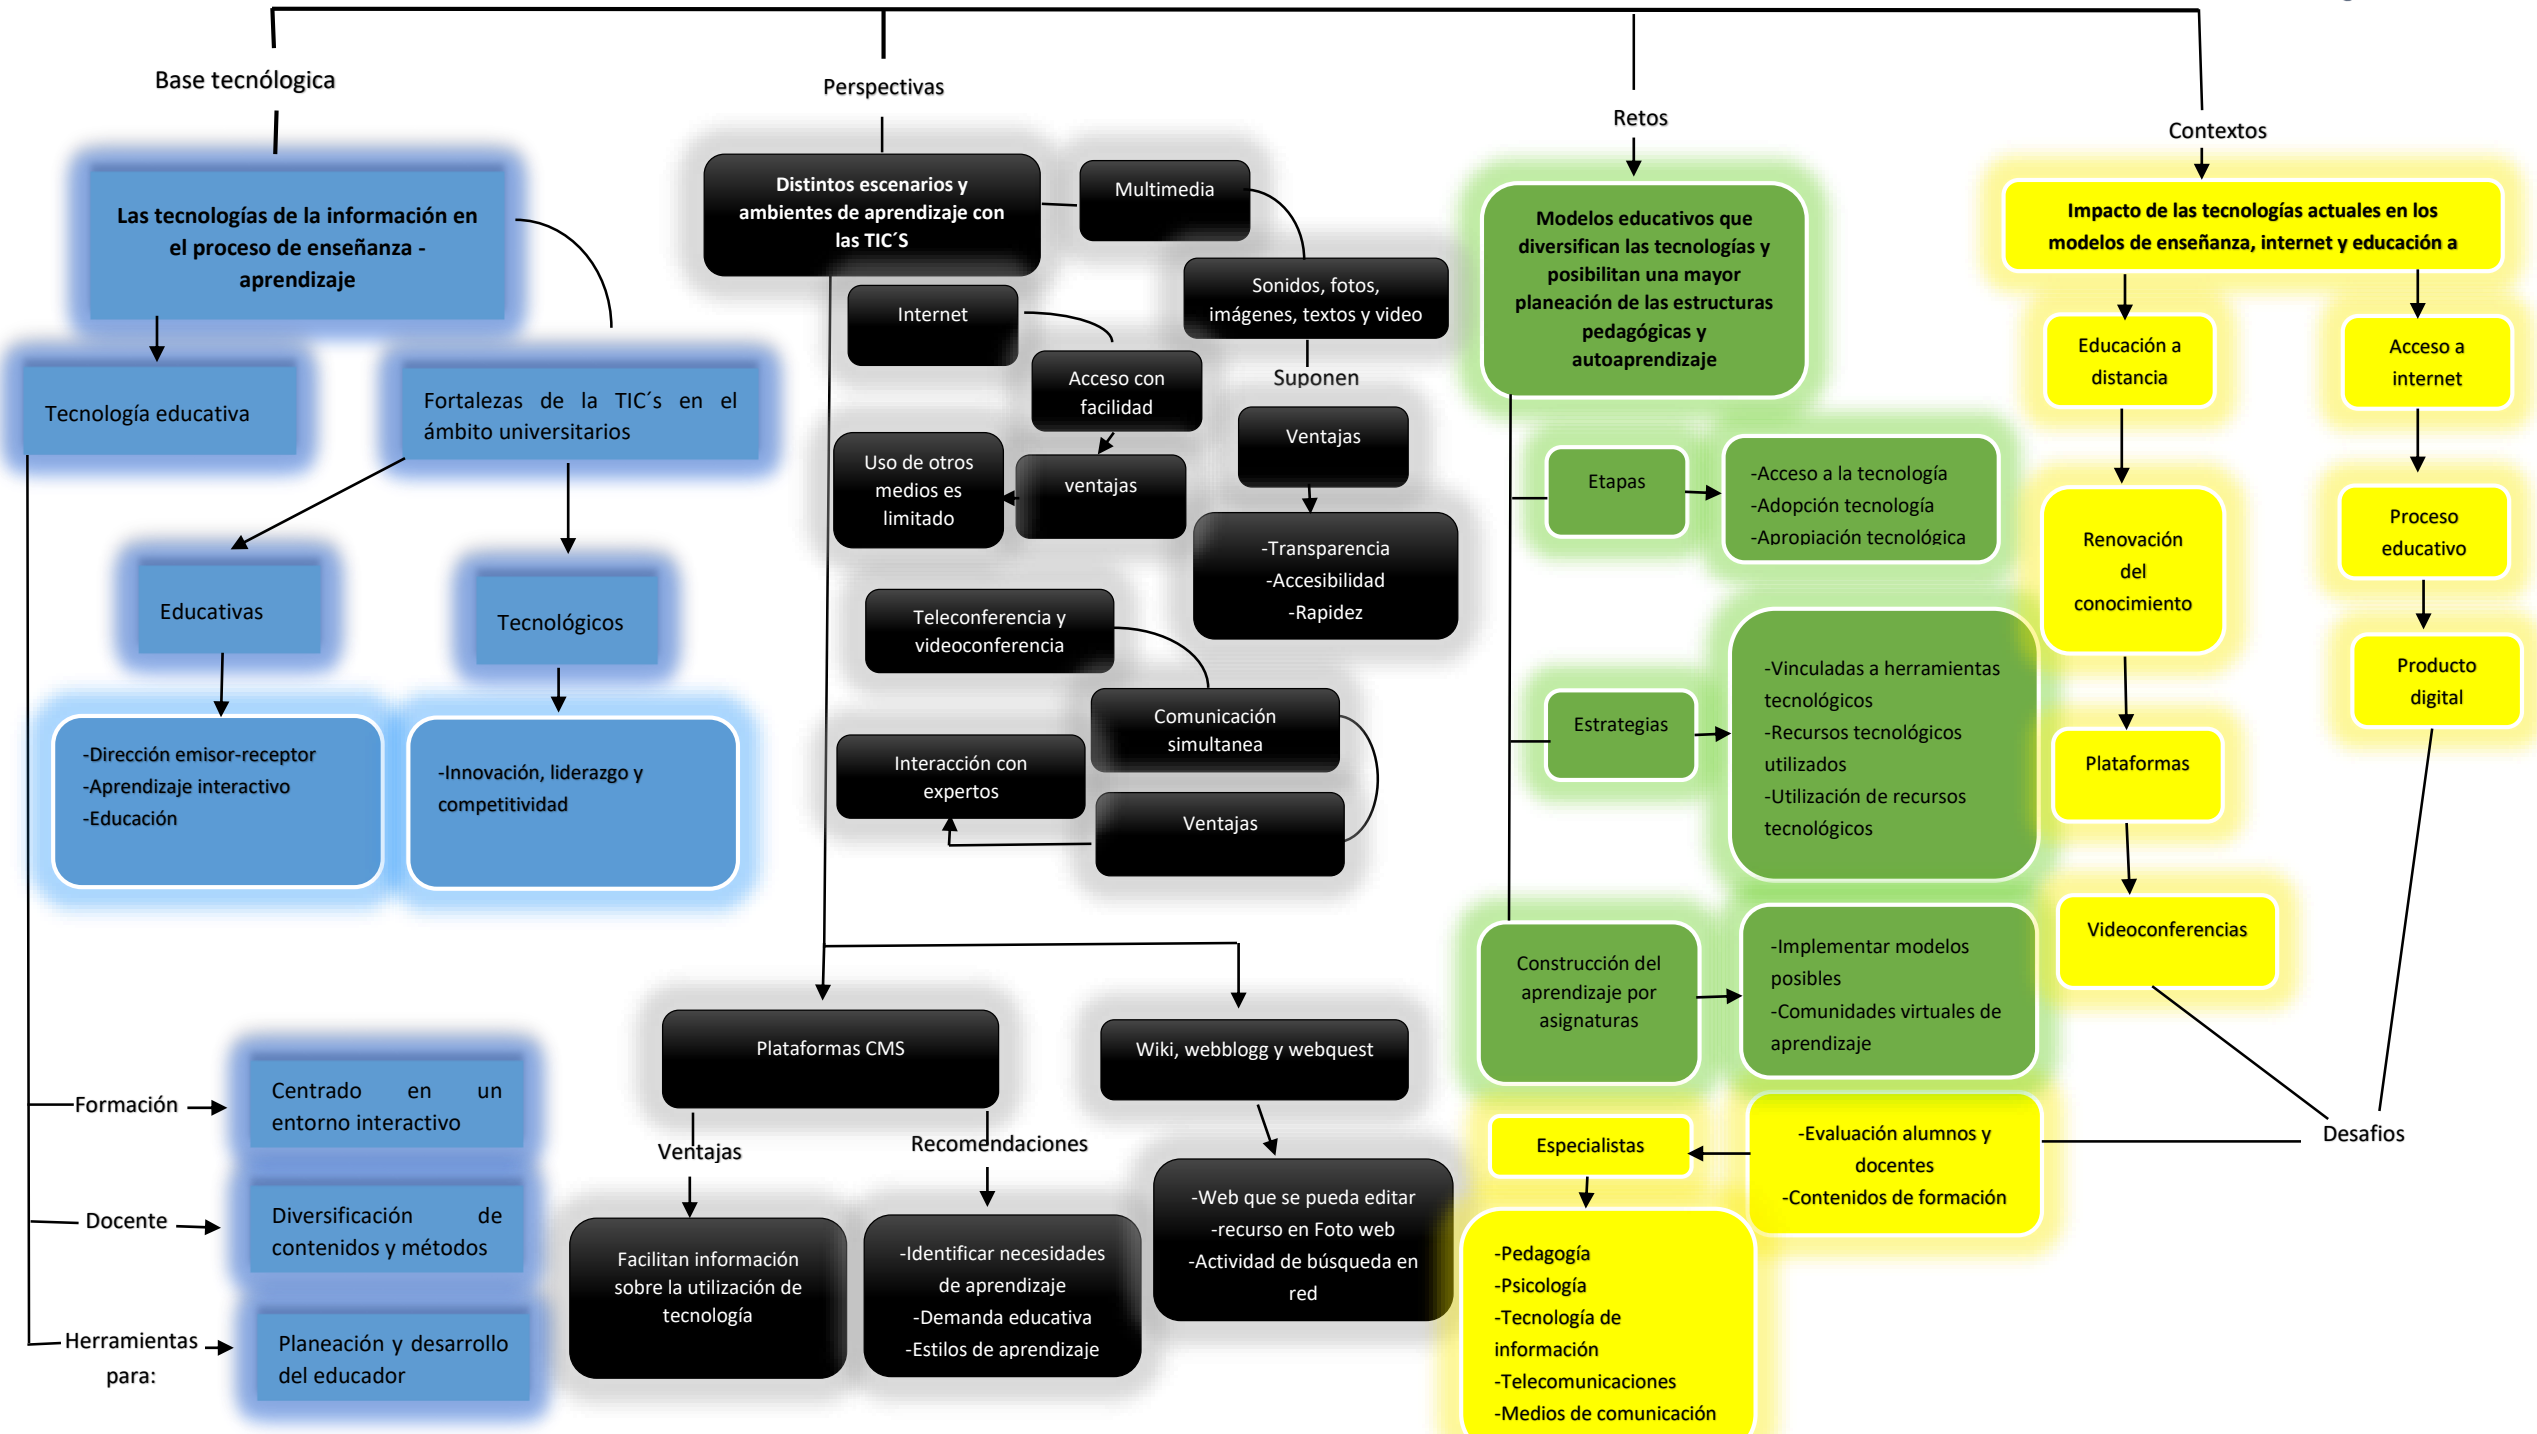 Base tecnólogica
Las tecnologías de la información en
el proceso de enseñanza -
aprendizaje
Tecnología educativa
Fortalezas de la TIC´s en el
ámbito universitarios
Educativas
Tecnológicos
-Dirección emisor-receptor
-Aprendizaje interactivo
-Educación
-Innovación, liderazgo y
competitividad
Formación
Centrado en un
entorno interactivo
Docente
Diversificación de
contenidos y métodos
Herramientas
para:
Planeación y desarrollo
del educador
Perspectivas
Distintos escenarios y
ambientes de aprendizaje con
las TIC´S
Multimedia
Sonidos, fotos,
imágenes, textos y video
Suponen
Ventajas
-Transparencia
-Accesibilidad
-Rapidez
Internet
Acceso con
facilidad
ventajas
Uso de otros
medios es
limitado
Teleconferencia y
videoconferencia
Comunicación
simultanea
Ventajas
Interacción con
expertos
Plataformas CMS
Ventajas
Facilitan información
sobre la utilización de
tecnología
Recomendaciones
-Identificar necesidades
de aprendizaje
-Demanda educativa
-Estilos de aprendizaje
Wiki, webblogg y webquest
-Web que se pueda editar
-recurso en Foto web
-Actividad de búsqueda en
red
Retos
Modelos educativos que
diversifican las tecnologías y
posibilitan una mayor
planeación de las estructuras
pedagógicas y
autoaprendizaje
Etapas
-Acceso a la tecnología
-Adopción tecnología
-Apropiación tecnológica
Estrategias
-Vinculadas a herramientas
tecnológicos
-Recursos tecnológicos
utilizados
-Utilización de recursos
tecnológicos
Construcción del
aprendizaje por
asignaturas
-Implementar modelos
posibles
-Comunidades virtuales de
aprendizaje
Contextos
Impacto de las tecnologías actuales en los
modelos de enseñanza, internet y educación a
Educación a
distancia
Renovación
del
conocimiento
Plataformas
Videoconferencias
Acceso a
internet
Proceso
educativo
Producto
digital
Desafios
-Evaluación alumnos y
docentes
-Contenidos de formación
Especialistas
-Pedagogía
-Psicología
-Tecnología de
información
-Telecomunicaciones
-Medios de comunicación